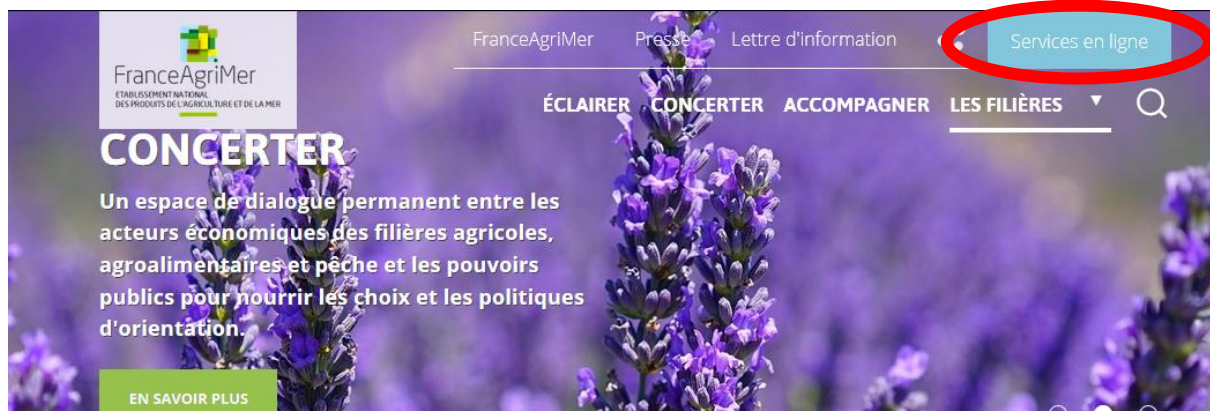 FranceAgriMer
ETABLISSEMENT NATIONAL
DES PRODUITS DE L'AGRICULTURE ET DE LA MER
FranceAgriMer Presse Lettre d'information Services en ligne
ÉCLAIRER CONCERTER ACCOMPAGNER LES FILIÈRES
CONCERTER
Un espace de dialogue permanent entre les
acteurs économiques des filières agricoles,
agroalimentaires et pêche et les pouvoirs
publics pour nourrir les choix et les politiques
d'orientation.
EN SAVOIR PLUS